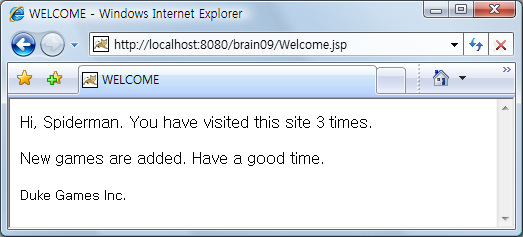 WELCOME - Windows Internet Explorer
http://localhost:8080/brain09/Welcome.jsp
WELCOME
Hi, Spiderman. You have visited this site 3 times.
New games are added. Have a good time.
Duke Games Inc.